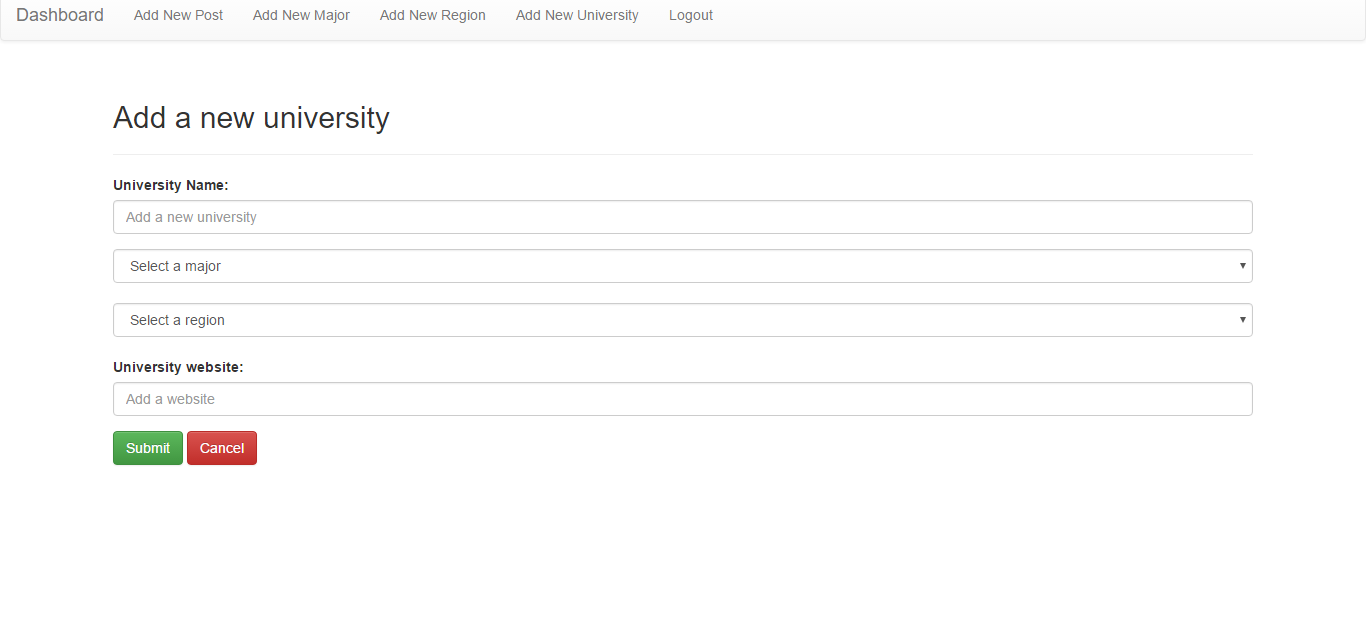 Dashboard Add New Post Add New Major Add New Region Add New University Logout
Add a new university
University Name:
Add a new university
Select a major
Select a region
University website:
Add a website
Submit Cancel